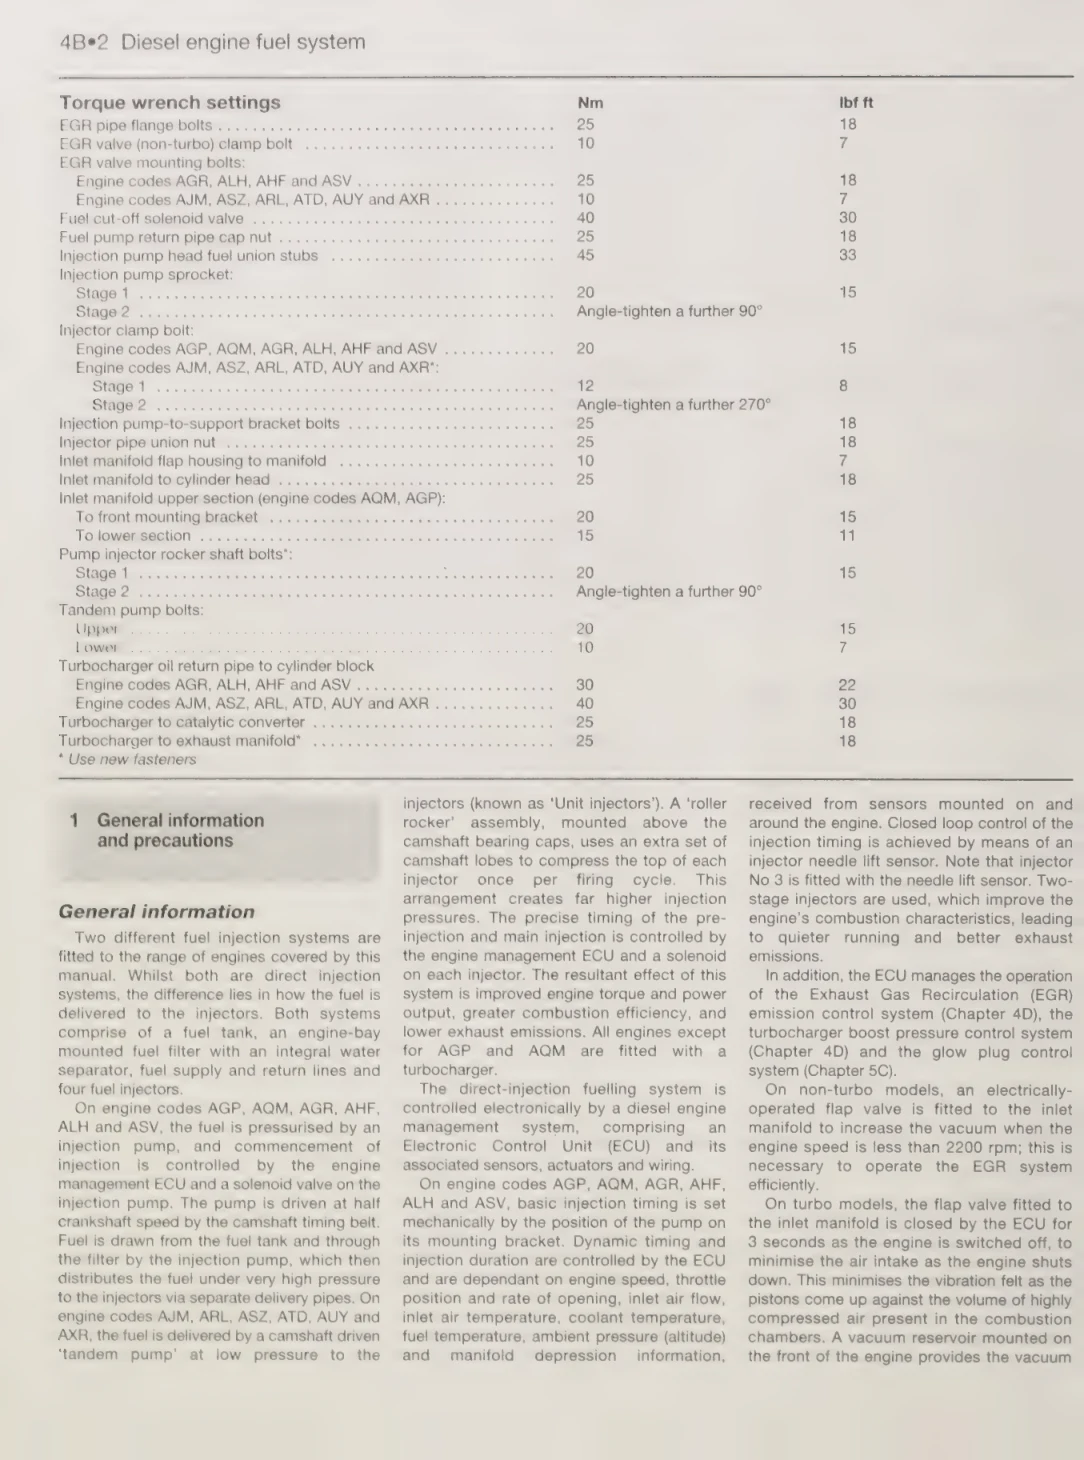 4B•2 Diesel engine fuel system
Torque wrench settings Nm lbf ft
EGR pipe flange bolts 25 18
EGR valve (non-turbo) clamp bolt 10 7
EGR valve mounting bolts:
Engine codes AGR, ALH, AHF and ASV 25 18
Engine codes AJM, ASZ, ARL, ATD, AUY and AXR 10 7
Fuel cut-off solenoid valve 40 30
Fuel pump return pipe cap nut 25 18
Injection pump head fuel union stubs 45 33
Injection pump sprocket:
Stage 1 20 15
Stage 2 Angle-tighten a further 90°
Injector clamp bolt:
Engine codes AGP, AQM, AGR, ALH, AHF and ASV 20 15
Engine codes AJM, ASZ, ARL, ATD, AUY and AXR*:
Stage 1 12 8
Stage 2 Angle-tighten a further 270°
Injection pump-to-support bracket bolts 25 18
Injector pipe union nut 25 18
Inlet manifold flap housing to manifold 10 7
Inlet manifold to cylinder head 25 18
Inlet manifold upper section (engine codes AQM, AGP):
To front mounting bracket 20 15
To lower section 15 11
Pump injector rocker shaft bolts*:
Stage 1 20 15
Stage 2 Angle-tighten a further 90°
Tandem pump bolts:
Upper 20 15
Lower 10 7
Turbocharger oil return pipe to cylinder block
Engine codes AGR, ALH, AHF and ASV 30 22
Engine codes AJM, ASZ, ARL, ATD, AUY and AXR 40 30
Turbocharger to catalytic converter 25 18
Turbocharger to exhaust manifold* 25 18
* Use new fasteners
1 General information
and precautions
General information
Two different fuel injection systems are
fitted to the range of engines covered by this
manual. Whilst both are direct injection
systems, the difference lies in how the fuel is
delivered to the injectors. Both systems
comprise of a fuel tank, an engine-bay
mounted fuel filter with an integral water
separator, fuel supply and return lines and
four fuel injectors.
On engine codes AGP, AQM, AGR, AHF,
ALH and ASV, the fuel is pressurised by an
injection pump, and commencement of
injection is controlled by the engine
management ECU and a solenoid valve on the
injection pump. The pump is driven at half
crankshaft speed by the camshaft timing belt.
Fuel is drawn from the fuel tank and through
the filter by the injection pump, which then
distributes the fuel under very high pressure
to the injectors via separate delivery pipes. On
engine codes AJM, ARL, ASZ, ATD, AUY and
AXR, the fuel is delivered by a camshaft driven
'tandem pump' at low pressure to the
injectors (known as 'Unit injectors'). A 'roller
rocker' assembly, mounted above the
camshaft bearing caps, uses an extra set of
camshaft lobes to compress the top of each
injector once per firing cycle. This
arrangement creates far higher injection
pressures. The precise timing of the pre-
injection and main injection is controlled by
the engine management ECU and a solenoid
on each injector. The resultant effect of this
system is improved engine torque and power
output, greater combustion efficiency, and
lower exhaust emissions. All engines except
for AGP and AQM are fitted with a
turbocharger.
The direct-injection fuelling system is
controlled electronically by a diesel engine
management system, comprising an
Electronic Control Unit (ECU) and its
associated sensors, actuators and wiring.
On engine codes AGP, AQM, AGR, AHF,
ALH and ASV, basic injection timing is set
mechanically by the position of the pump on
its mounting bracket. Dynamic timing and
injection duration are controlled by the ECU
and are dependant on engine speed, throttle
position and rate of opening, inlet air flow,
inlet air temperature, coolant temperature,
fuel temperature, ambient pressure (altitude)
and manifold depression information,
received from sensors mounted on and
around the engine. Closed loop control of the
injection timing is achieved by means of an
injector needle lift sensor. Note that injector
No 3 is fitted with the needle lift sensor. Two-
stage injectors are used, which improve the
engine's combustion characteristics, leading
to quieter running and better exhaust
emissions.
In addition, the ECU manages the operation
of the Exhaust Gas Recirculation (EGR)
emission control system (Chapter 4D), the
turbocharger boost pressure control system
(Chapter 4D) and the glow plug control
system (Chapter 5C).
On non-turbo models, an electrically-
operated flap valve is fitted to the inlet
manifold to increase the vacuum when the
engine speed is less than 2200 rpm; this is
necessary to operate the EGR system
efficiently.
On turbo models, the flap valve fitted to
the inlet manifold is closed by the ECU for
3 seconds as the engine is switched off, to
minimise the air intake as the engine shuts
down. This minimises the vibration felt as the
pistons come up against the volume of highly
compressed air present in the combustion
chambers. A vacuum reservoir mounted on
the front of the engine provides the vacuum